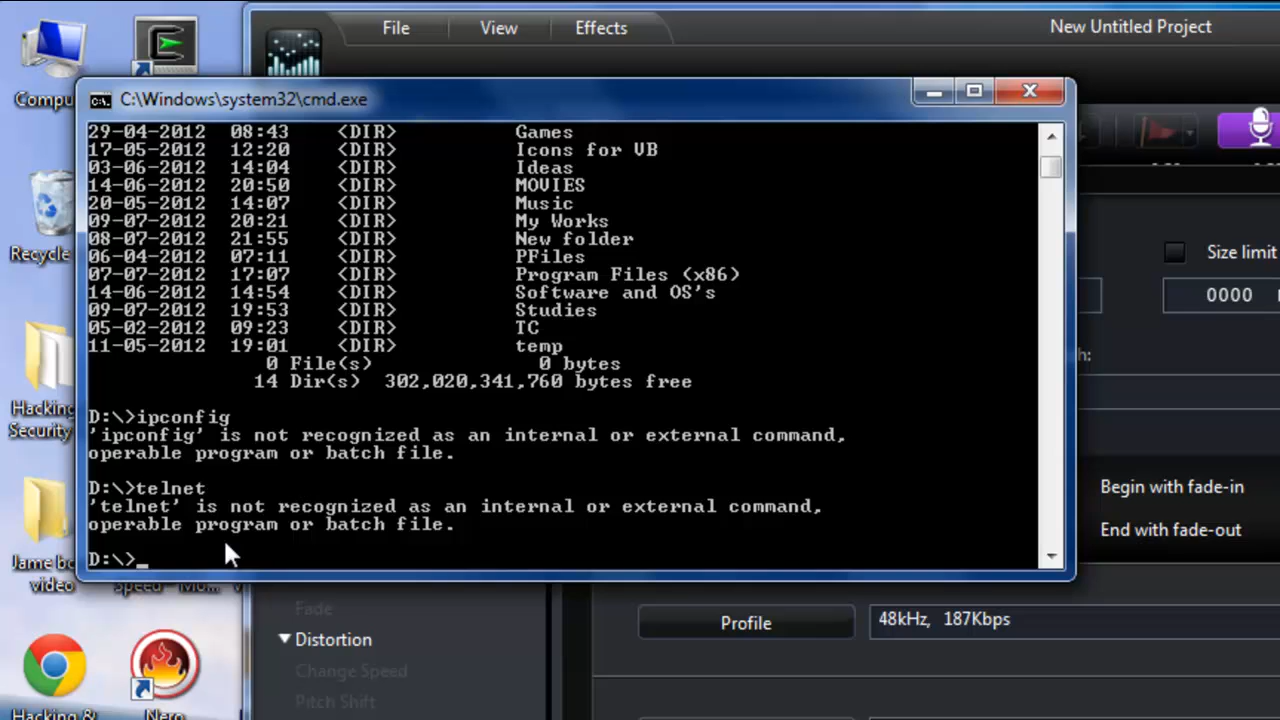 File
View
Effects
New Untitled Project
C:\Windows\system32\cmd.exe
29-04-2012 08:43 <DIR> Games
17-05-2012 12:20 <DIR> Icons for VB
03-06-2012 14:04 <DIR> Ideas
14-06-2012 20:50 <DIR> MOVIES
20-05-2012 14:07 <DIR> Music
09-07-2012 20:21 <DIR> My Works
08-07-2012 21:55 <DIR> New folder
06-04-2012 07:11 <DIR> PFiles
07-07-2012 17:07 <DIR> Program Files (x86)
14-06-2012 14:54 <DIR> Software and OS's
09-07-2012 19:53 <DIR> Studies
05-02-2012 09:23 <DIR> TC
11-05-2012 19:01 <DIR> temp
0 File(s) 0 bytes
14 Dir(s) 302,020,341,760 bytes free
D:\>ipconfig
'ipconfig' is not recognized as an internal or external command,
operable program or batch file.
D:\>telnet
'telnet' is not recognized as an internal or external command,
operable program or batch file.
D:\>_
Compu
Recycle
Hacking
Security
Jame bo
video
Speed
Hacking &
Nero
Size limit
0000
h:
Begin with fade-in
End with fade-out
Fade
Distortion
Change Speed
Pitch Shift
Profile
48kHz, 187Kbps